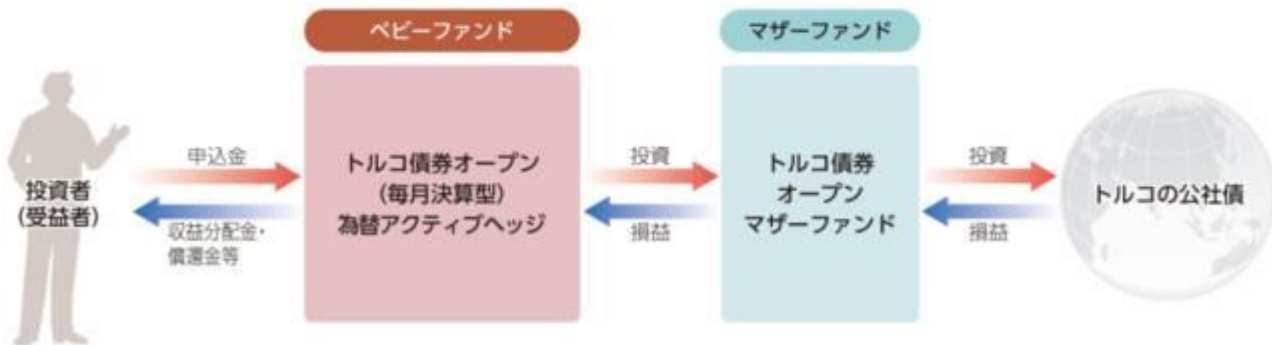 ベビーファンド
マザーファンド
投資者
(受益者)
申込金
収益分配金・
償還金等
トルコ債券オープン
(毎月決算型)
為替アクティブヘッジ
投資
損益
トルコ債券
オープン
マザーファンド
投資
損益
トルコの公社債